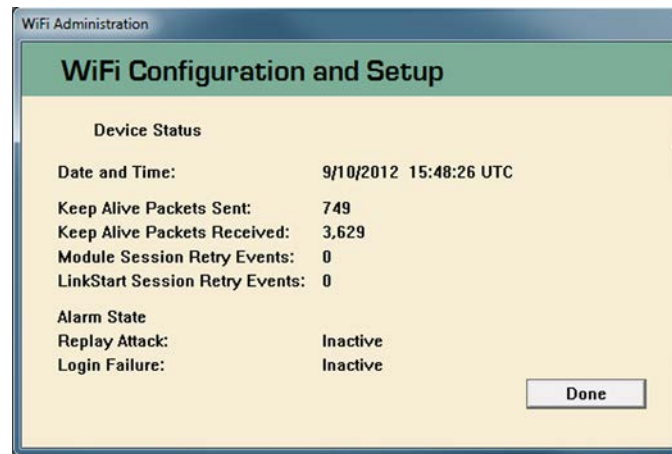 WiFi Administration
WiFi Configuration and Setup
Device Status
Date and Time: 9/10/2012 15:48:26 UTC
Keep Alive Packets Sent: 749
Keep Alive Packets Received: 3,629
Module Session Retry Events: 0
LinkStart Session Retry Events: 0
Alarm State
Replay Attack: Inactive
Login Failure: Inactive
Done